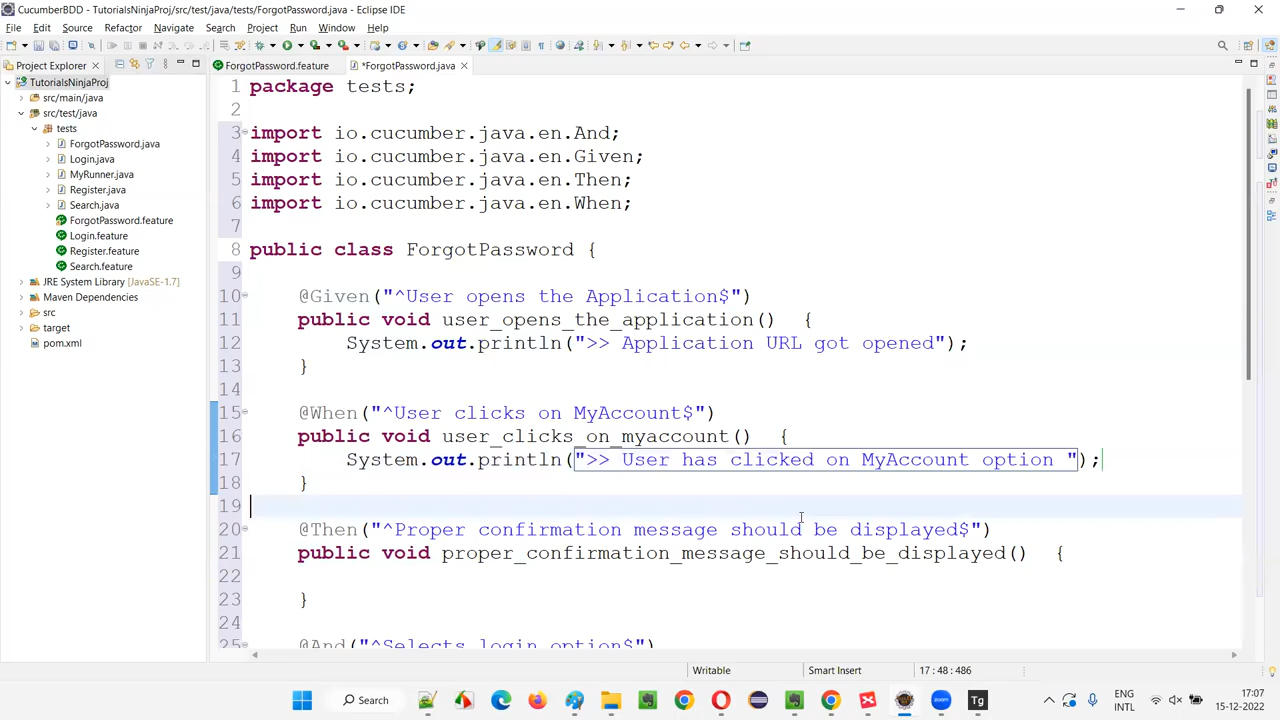 CucumberBDD - TutorialsNinjaProj/src/test/java/tests/ForgotPassword.java - Eclipse IDE
File Edit Source Refactor Navigate Search Project Run Window Help
Project Explorer
ForgotPassword.feature
*ForgotPassword.java
TutorialsNinjaProj
src/main/java
src/test/java
tests
ForgotPassword.java
Login.java
MyRunner.java
Register.java
Search.java
ForgotPassword.feature
Login.feature
Register.feature
Search.feature
JRE System Library [JavaSE-1.7]
Maven Dependencies
src
target
pom.xml
1 package tests;
2
3 import io.cucumber.java.en.And;
4 import io.cucumber.java.en.Given;
5 import io.cucumber.java.en.Then;
6 import io.cucumber.java.en.When;
7
8 public class ForgotPassword {
9
10 @Given("^User opens the Application$")
11 public void user_opens_the_application()  {
12 System.out.println(">> Application URL got opened");
13 }
14
15 @When("^User clicks on MyAccount$")
16 public void user_clicks_on_myaccount()  {
17 System.out.println(">> User has clicked on MyAccount option ");
18 }
19
20 @Then("^Proper confirmation message should be displayed$")
21 public void proper_confirmation_message_should_be_displayed()  {
22
23 }
25 @And("^Selects login option$")
Writable Smart Insert 17 : 48 : 486
Search
Tg
ENG
INTL
17:07
15-12-2022